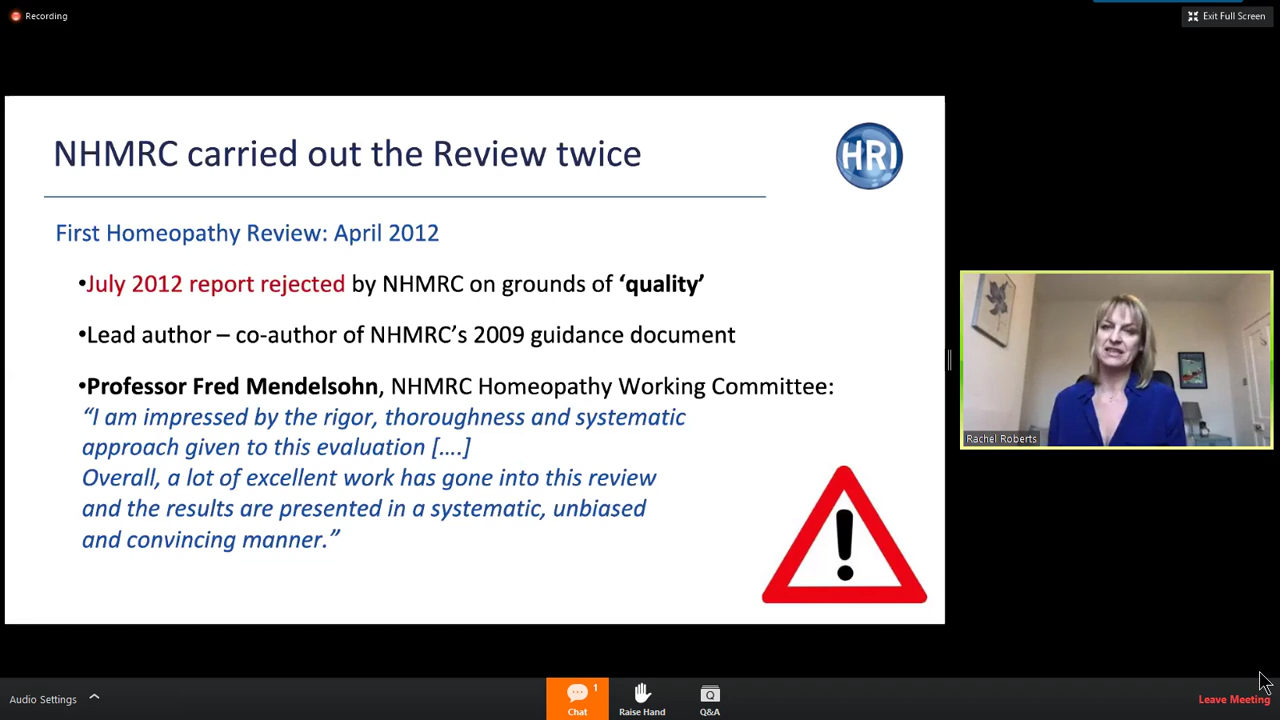 Recording
Exit Full Screen
NHMRC carried out the Review twice
HRI
First Homeopathy Review: April 2012
•July 2012 report rejected by NHMRC on grounds of ‘quality’
•Lead author – co-author of NHMRC’s 2009 guidance document
•Professor Fred Mendelsohn, NHMRC Homeopathy Working Committee:
“I am impressed by the rigor, thoroughness and systematic
approach given to this evaluation [….]
Overall, a lot of excellent work has gone into this review
and the results are presented in a systematic, unbiased
and convincing manner.”
!
Rachel Roberts
Audio Settings
1
Chat
Raise Hand
Q
Q&A
Leave Meeting